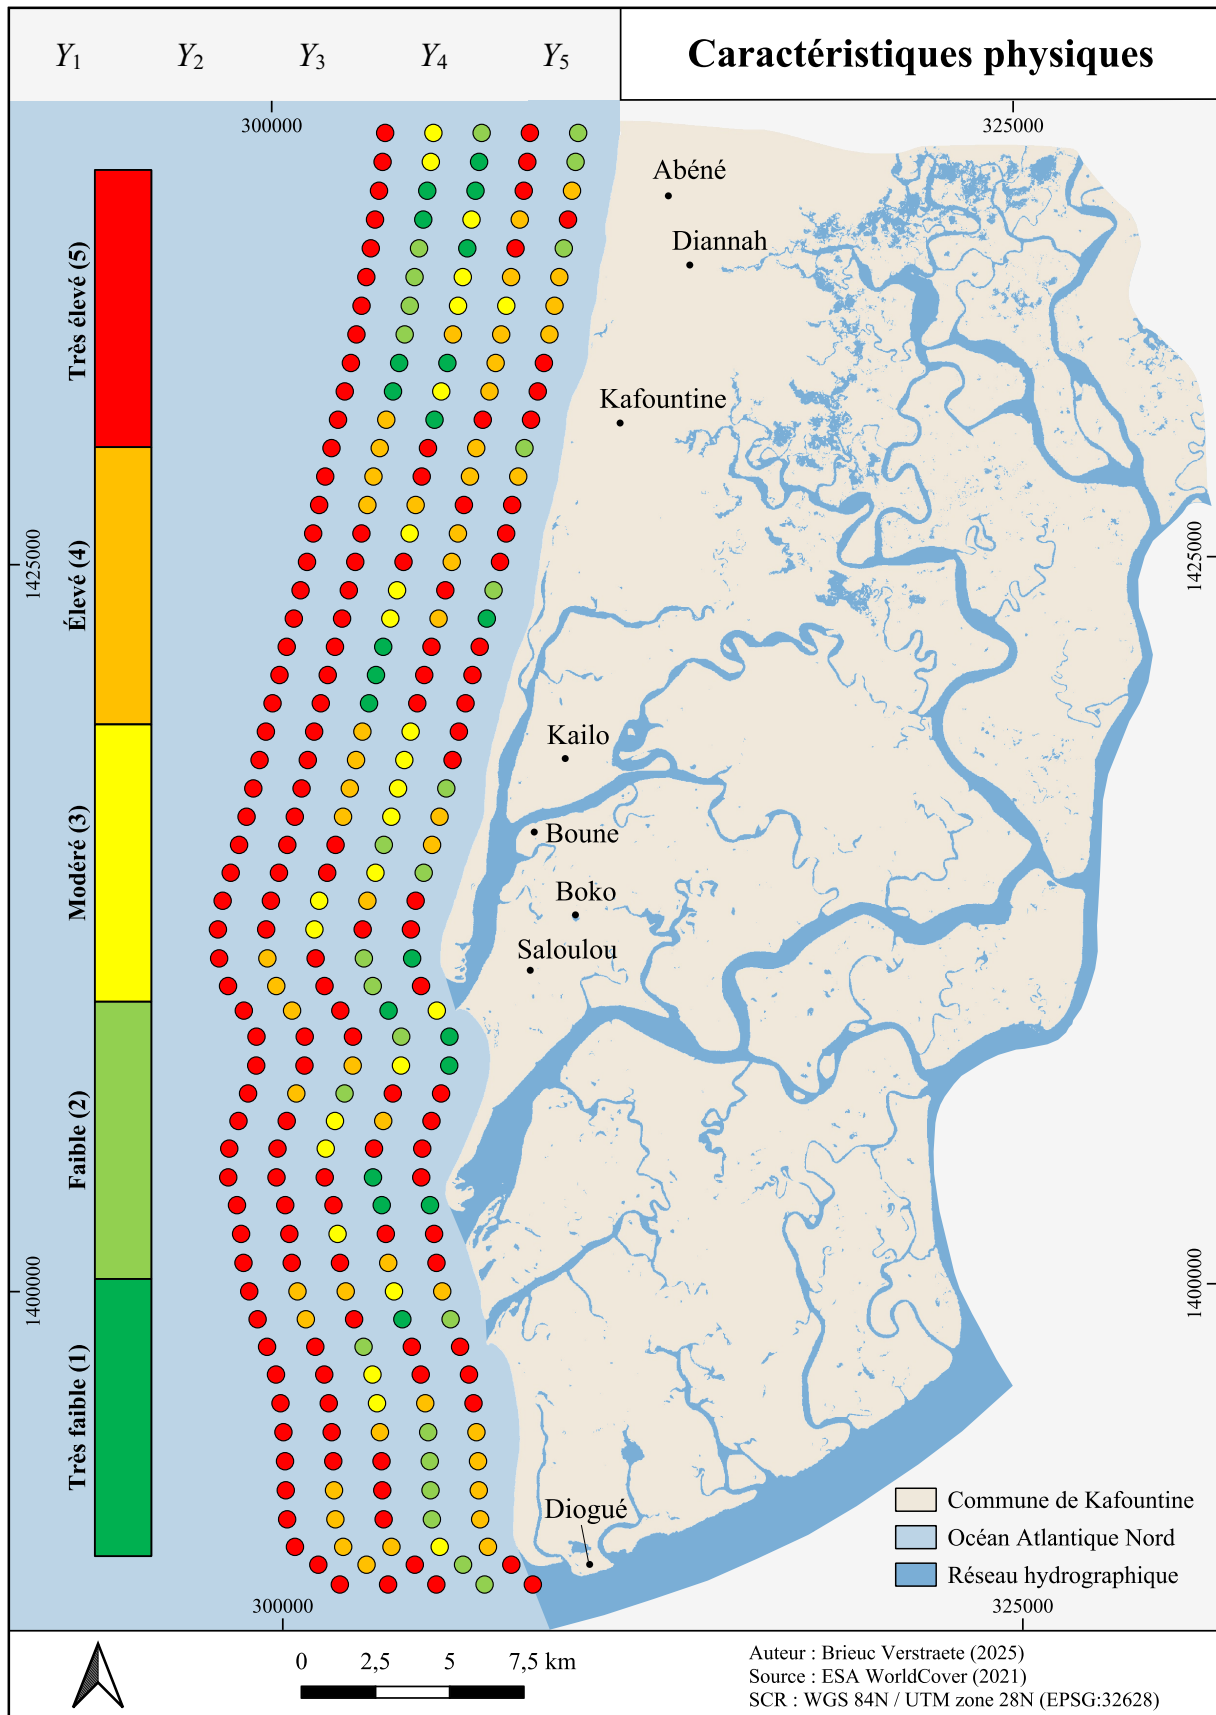 Y1 Y2 Y3 Y4 Y5
Caractéristiques physiques
300000
325000
Abéné
Diannah
Kafountine
Kailo
Boune
Boko
Saloulou
Diogué
Très élevé (5)
Élevé (4)
Modéré (3)
Faible (2)
Très faible (1)
1425000
1425000
1400000
1400000
Commune de Kafountine
Océan Atlantique Nord
Réseau hydrographique
300000
325000
0 2,5 5 7,5 km
Auteur : Brieuc Verstraete (2025)
Source : ESA WorldCover (2021)
SCR : WGS 84N / UTM zone 28N (EPSG:32628)